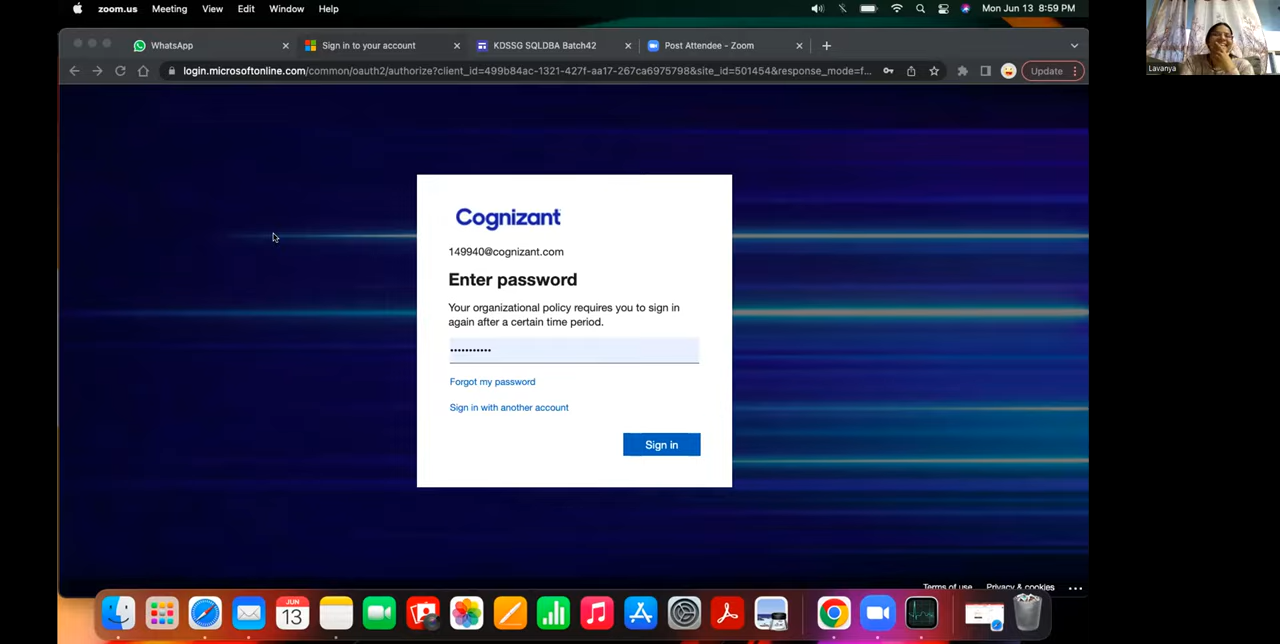 zoom.us Meeting View Edit Window Help
Mon Jun 13 8:59 PM
WhatsApp
Sign in to your account
KDSSG SQLDBA Batch42
Post Attendee - Zoom
login.microsoftonline.com/common/oauth2/authorize?client_id=499b84ac-1321-427f-aa17-267ca6975798&site_id=501454&response_mode=f...
Update
Lavanya
Cognizant
149940@cognizant.com
Enter password
Your organizational policy requires you to sign in
again after a certain time period.
•••••••••••
Forgot my password
Sign in with another account
Sign in
Terms of use Privacy & cookies ...
JUN
13